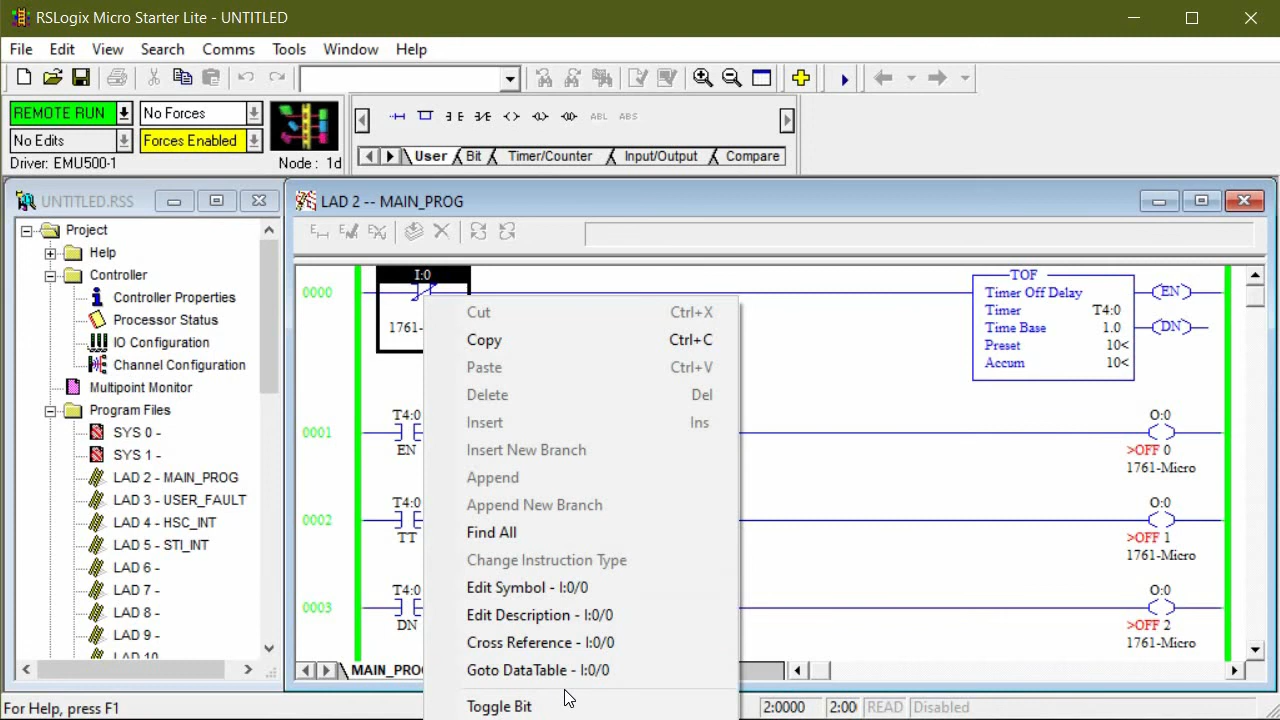 RSLogix Micro Starter Lite - UNTITLED
File Edit View Search Comms Tools Window Help
REMOTE RUN No Forces
No Edits Forces Enabled
Driver: EMU500-1 Node : 1d
ABL ABS
User Bit Timer/Counter Input/Output Compare
UNTITLED.RSS
Project
Help
Controller
Controller Properties
Processor Status
IO Configuration
Channel Configuration
Multipoint Monitor
Program Files
SYS 0 -
SYS 1 -
LAD 2 - MAIN_PROG
LAD 3 - USER_FAULT
LAD 4 - HSC_INT
LAD 5 - STI_INT
LAD 6 -
LAD 7 -
LAD 8 -
LAD 9 -
LAD 10
LAD 2 -- MAIN_PROG
0000
I:0
1761-
TOF
Timer Off Delay
Timer T4:0
Time Base 1.0
Preset 10<
Accum 10<
EN
DN
0001
T4:0
EN
O:0
>OFF 0
1761-Micro
0002
T4:0
TT
O:0
>OFF 1
1761-Micro
0003
T4:0
DN
O:0
>OFF 2
1761-Micro
MAIN_PRO
Cut Ctrl+X
Copy Ctrl+C
Paste Ctrl+V
Delete Del
Insert Ins
Insert New Branch
Append
Append New Branch
Find All
Change Instruction Type
Edit Symbol - I:0/0
Edit Description - I:0/0
Cross Reference - I:0/0
Goto DataTable - I:0/0
Toggle Bit
For Help, press F1
2:0000 2:00 READ Disabled